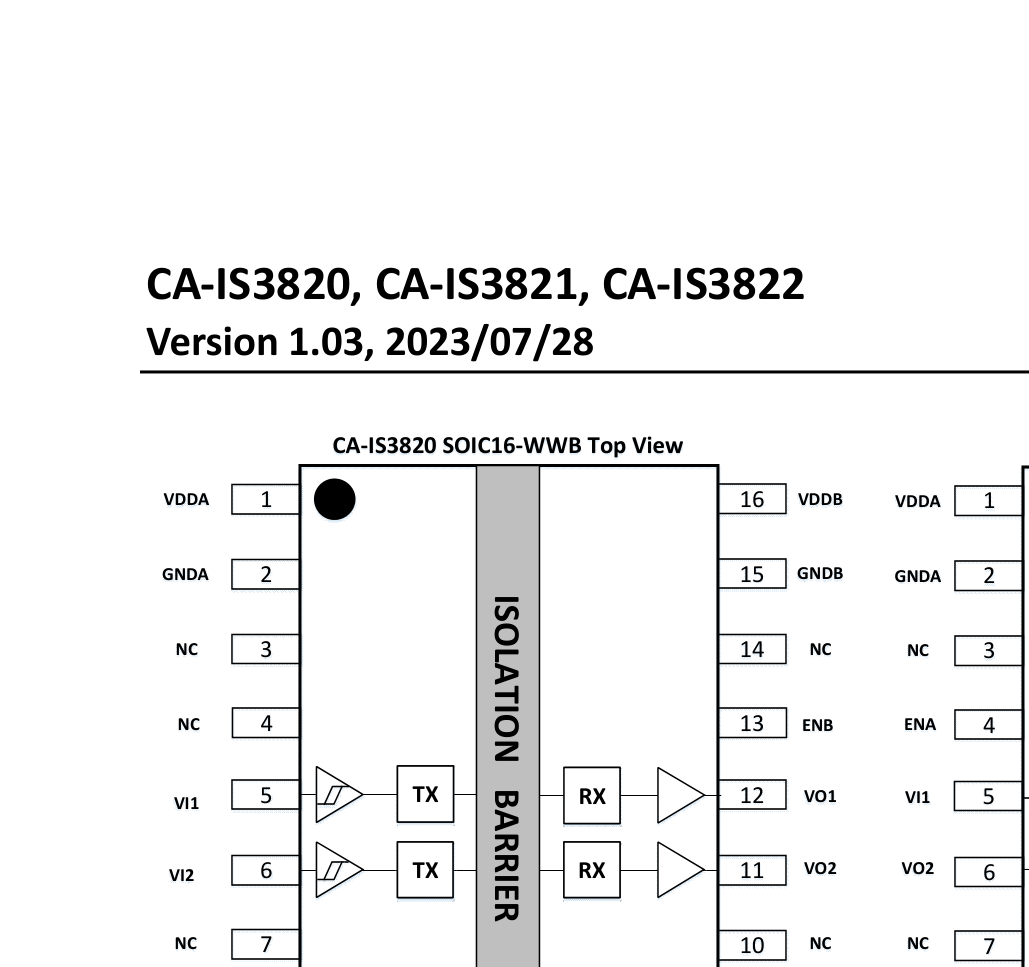 CA-IS3820, CA-IS3821, CA-IS3822
Version 1.03, 2023/07/28
CA-IS3820 SOIC16-WWB Top View
VDDA 1 16 VDDB VDDA 1
GNDA 2 15 GNDB GNDA 2
NC 3 14 NC NC 3
NC 4 13 ENB ENA 4
VI1 5 TX RX 12 VO1 VI1 5
VI2 6 TX RX 11 VO2 VO2 6
NC 7 10 NC NC 7
ISOLATION BARRIER